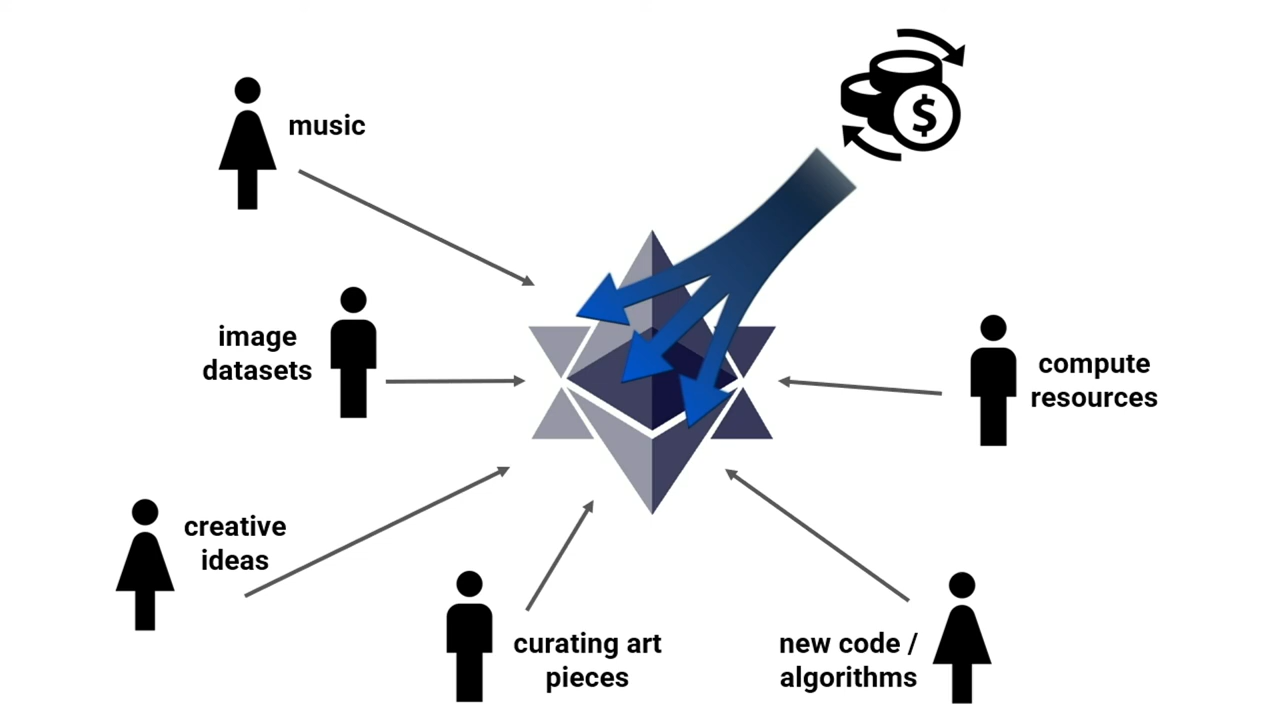 music
$
image
datasets
compute
resources
creative
ideas
curating art
pieces
new code /
algorithms